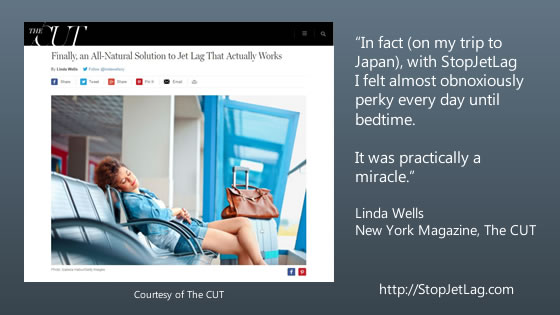 THE CUT
Finally, an All-Natural Solution to Jet Lag That Actually Works
By Linda Wells
Share
Tweet
Share
Pin It
Email
Courtesy of The CUT
“In fact (on my trip to
Japan), with StopJetLag
I felt almost obnoxiously
perky every day until
bedtime.
It was practically a
miracle.“
Linda Wells
New York Magazine, The CUT
http://StopJetLag.com